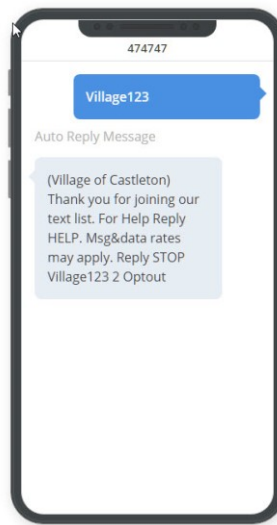 474747
Village123
Auto Reply Message
(Village of Castleton)
Thank you for joining our
text list. For Help Reply
HELP. Msg&data rates
may apply. Reply STOP
Village123 2 Optout